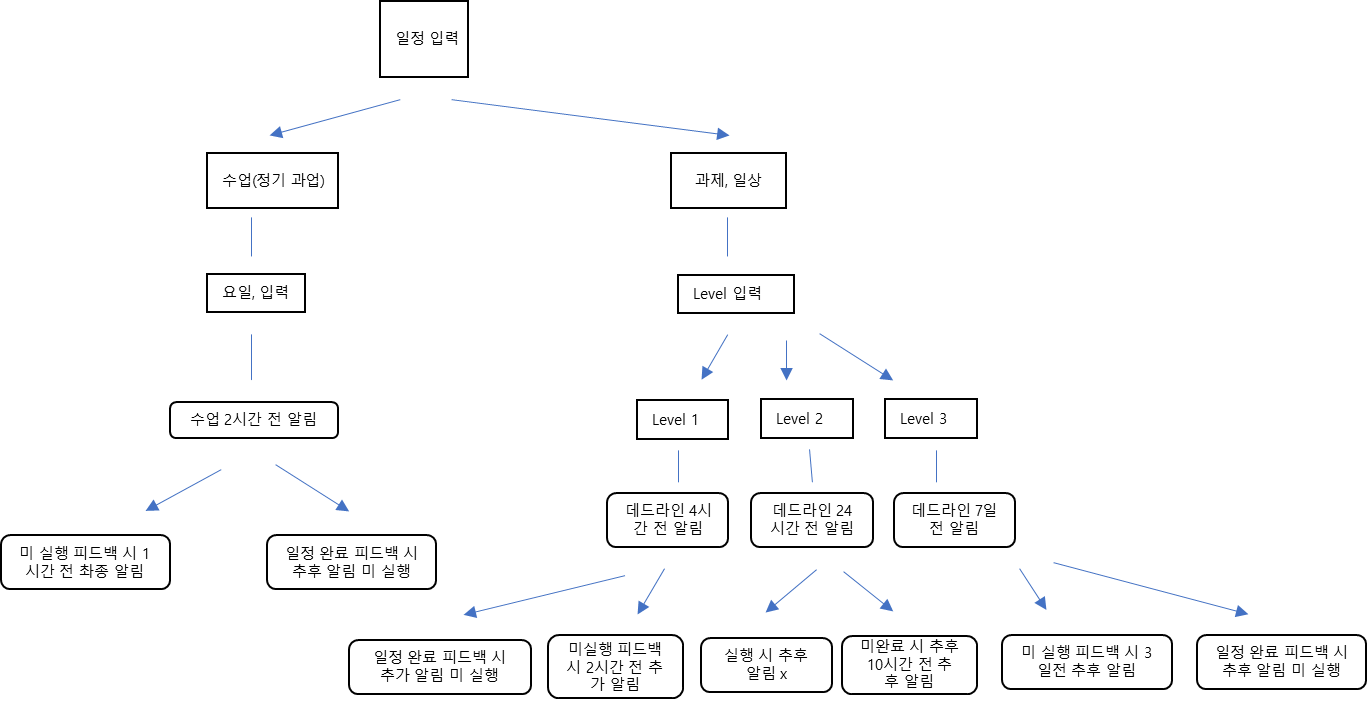 일정 입력
수업(정기 과업)
과제, 일상
요일, 입력
Level 입력
수업 2시간 전 알림
Level 1
Level 2
Level 3
데드라인 4시
간 전 알림
데드라인 24
시간 전 알림
데드라인 7일
전 알림
미 실행 피드백 시 1
시간 전 촤종 알림
일정 완료 피드백 시
추후 알림 미 실행
일정 완료 피드백 시
추가 알림 미 실행
미실행 피드백
시 2시간 전 추
가 알림
실행 시 추후
알림 x
미완료 시 추후
10시간 전 추
후 알림
미 실행 피드백 시 3
일전 추후 알림
일정 완료 피드백 시
추후 알림 미 실행